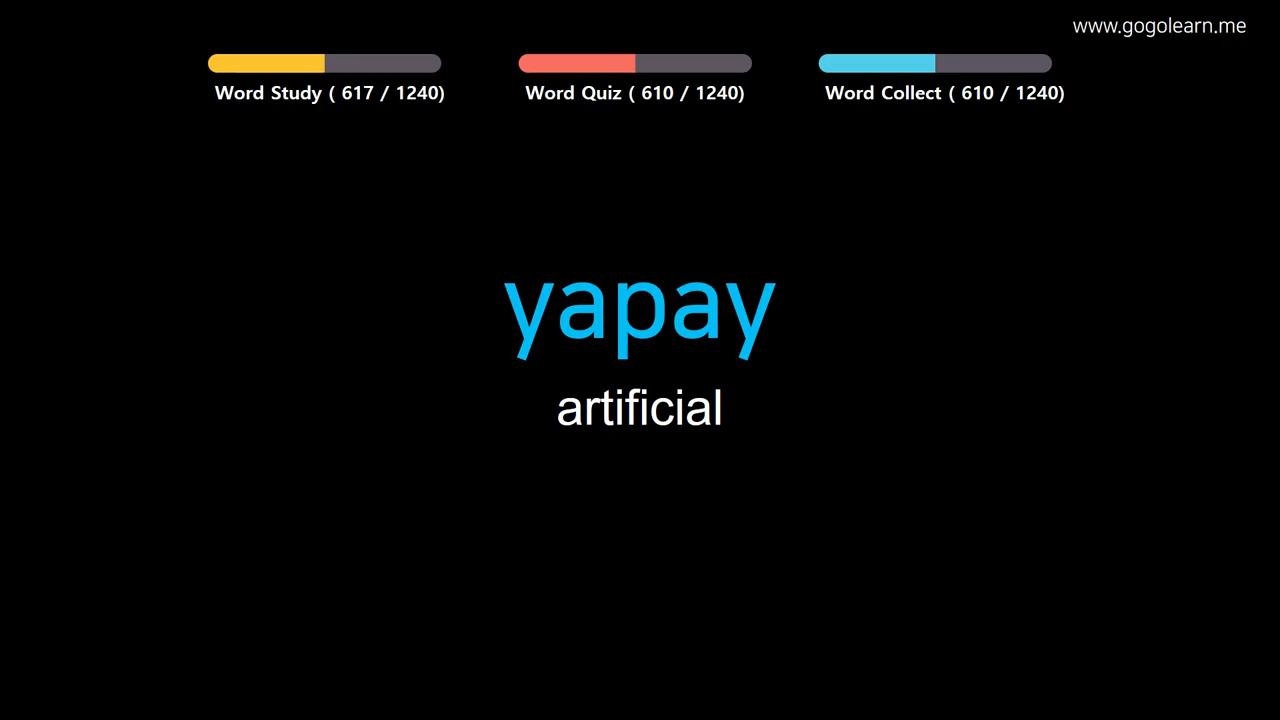 www.gogolearn.me
Word Study ( 617 / 1240)
Word Quiz ( 610 / 1240)
Word Collect ( 610 / 1240)
yapay
artificial